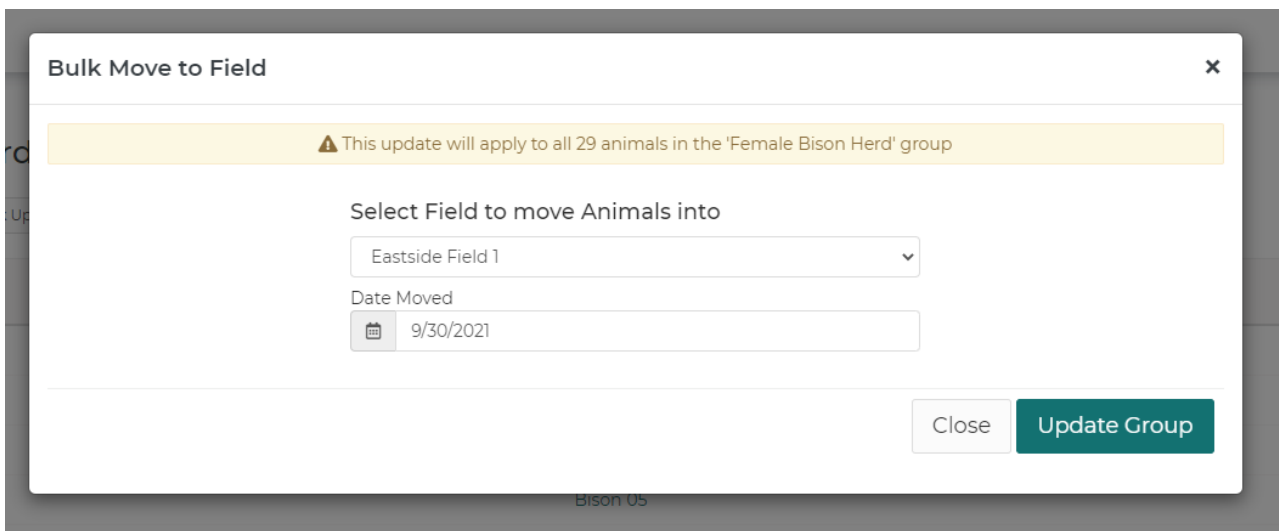 Bulk Move to Field
×
This update will apply to all 29 animals in the 'Female Bison Herd' group
Select Field to move Animals into
Eastside Field 1
Date Moved
9/30/2021
Close
Update Group
Bison 05